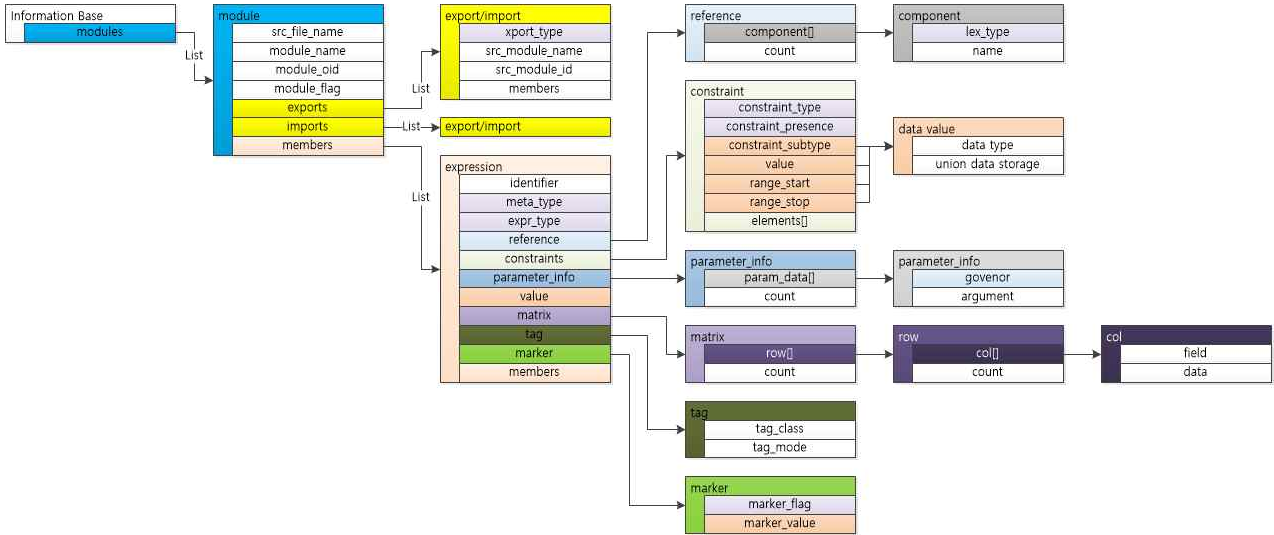 Information Base
modules
List
module
src_file_name
module_name
module_oid
module_flag
exports
imports
members
List
List
List
export/import
xport_type
src_module_name
src_module_id
members
export/import
expression
identifier
meta_type
expr_type
reference
constraints
parameter_info
value
matrix
tag
marker
members
reference
component[]
count
component
lex_type
name
constraint
constraint_type
constraint_presence
constraint_subtype
value
range_start
range_stop
elements[]
data value
data type
union data storage
parameter_info
param_data[]
count
parameter_info
govenor
argument
matrix
row[]
count
row
col[]
count
col
field
data
tag
tag_class
tag_mode
marker
marker_flag
marker_value